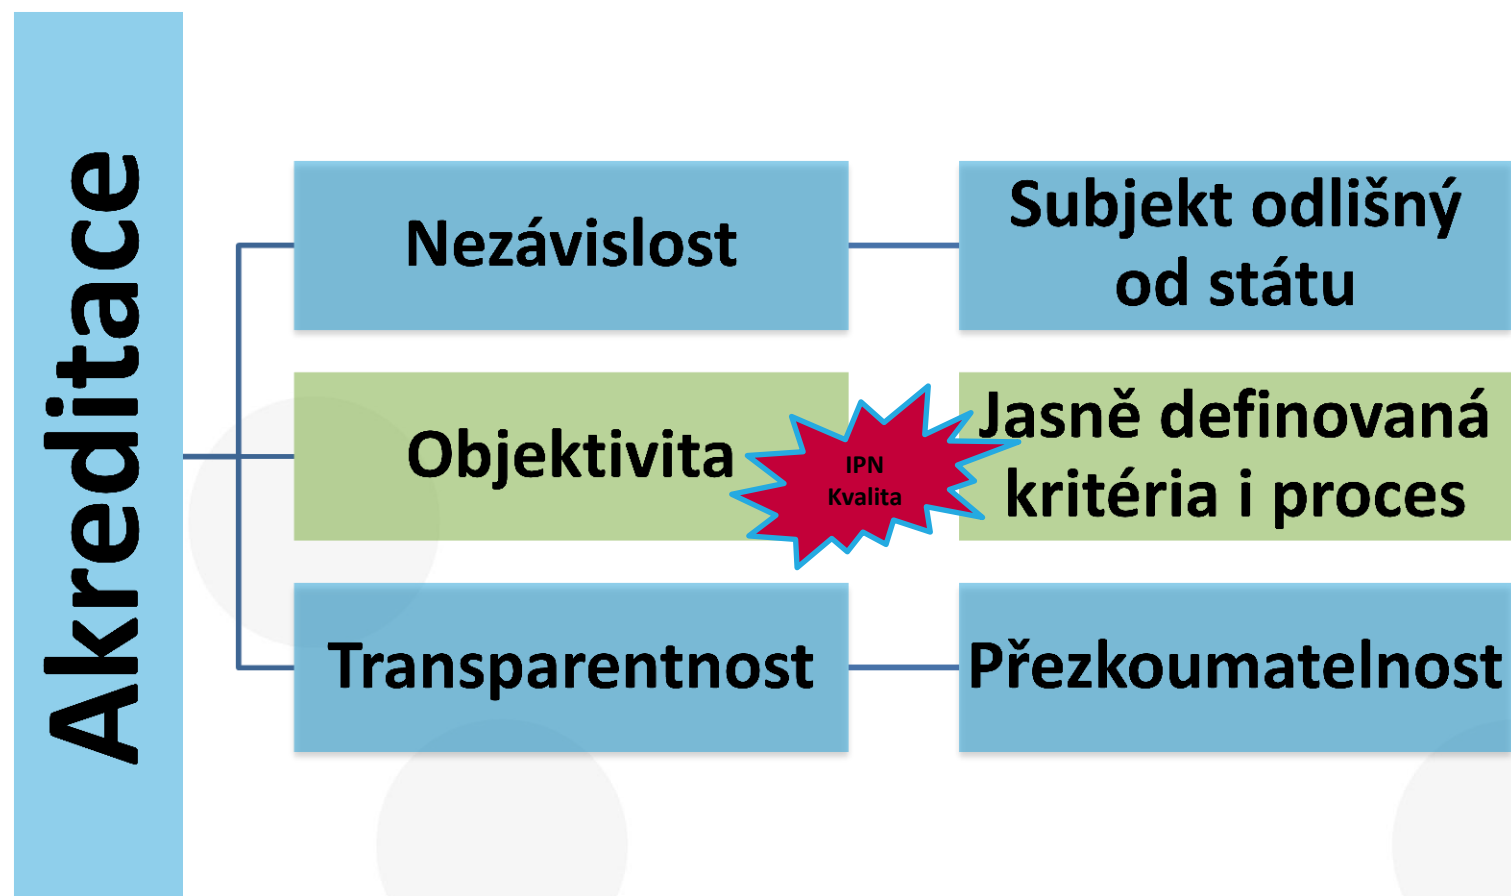 Akreditace
Nezávislost
Subjekt odlišný
od státu
Objektivita
IPN
Kvalita
Jasně definovaná
kritéria i proces
Transparentnost
Přezkoumatelnost